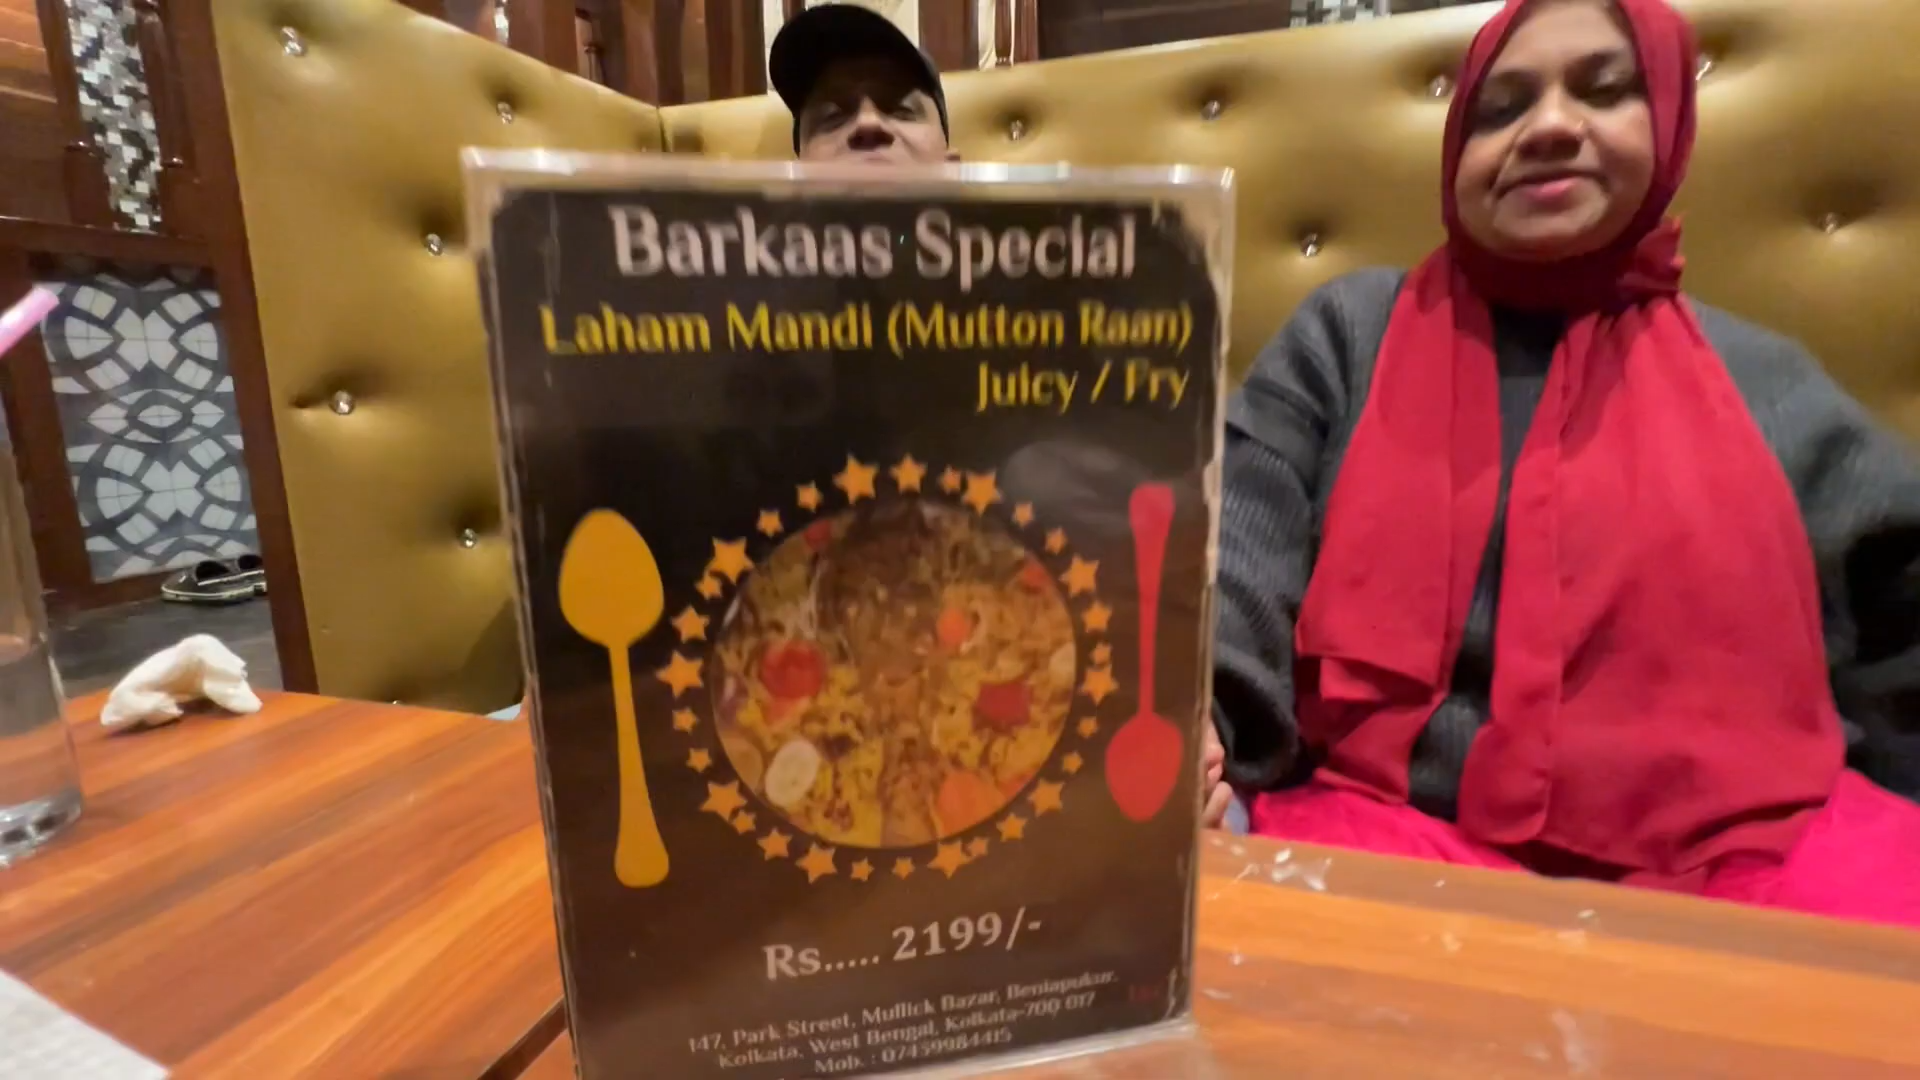 Barkaas Special
Laham Mandi (Mutton Raan)
Juicy / Fry
Rs..... 2199/-
147, Park Street, Mullick Bazar, Beniapukur,
Kolkata, West Bengal, Kolkata-700 017
Mob. : 07459984415